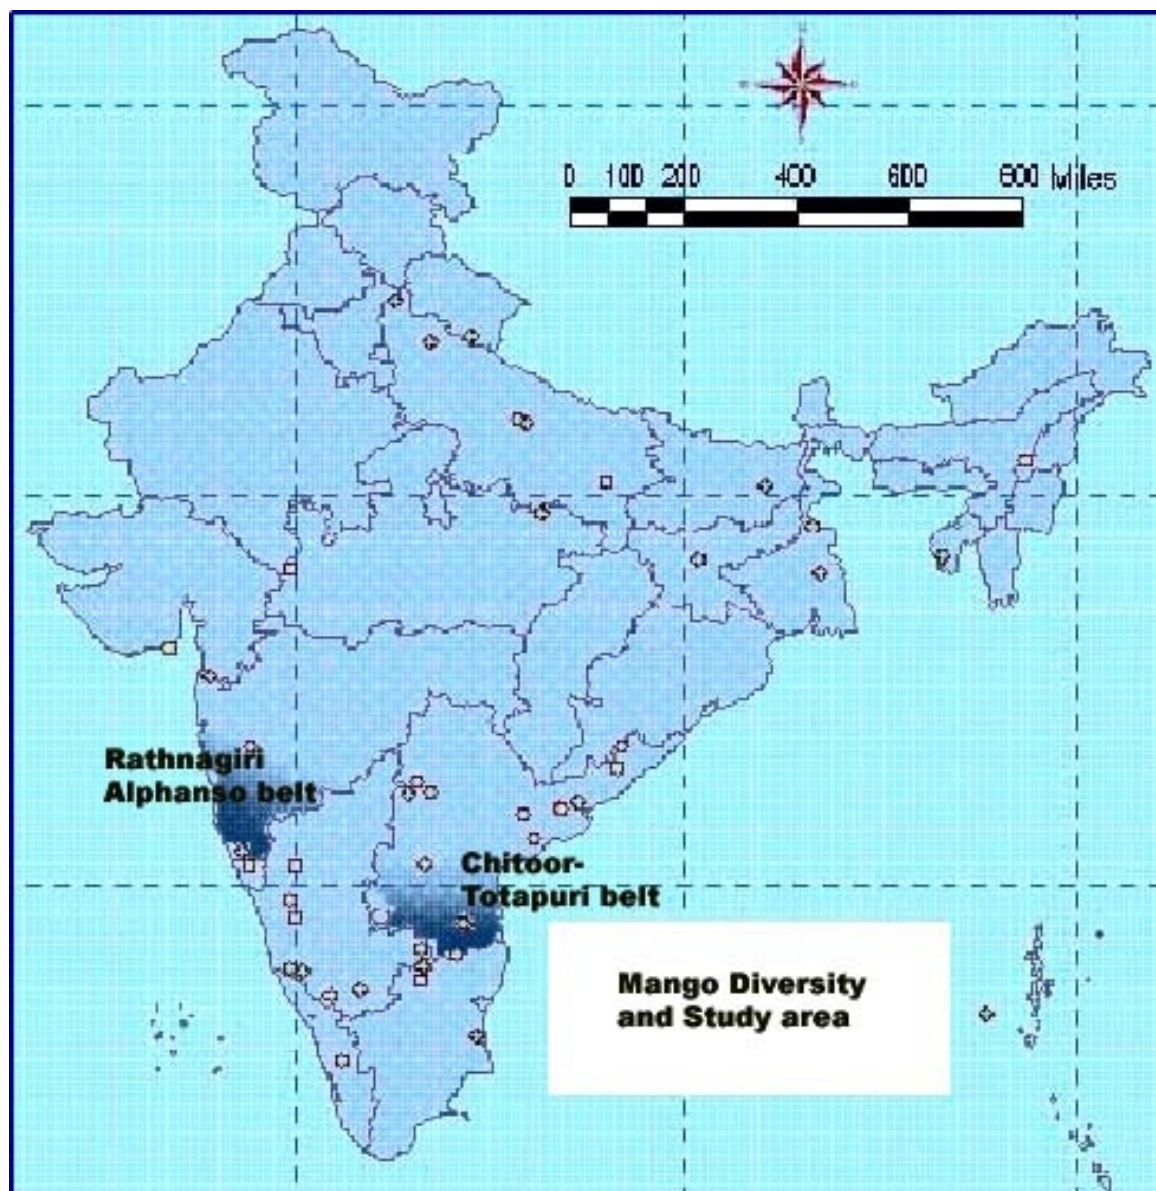 0 100 200 400 600 800 Miles
Rathnagiri
Alphanso belt
Chitoor-
Totapuri belt
Mango Diversity
and Study area